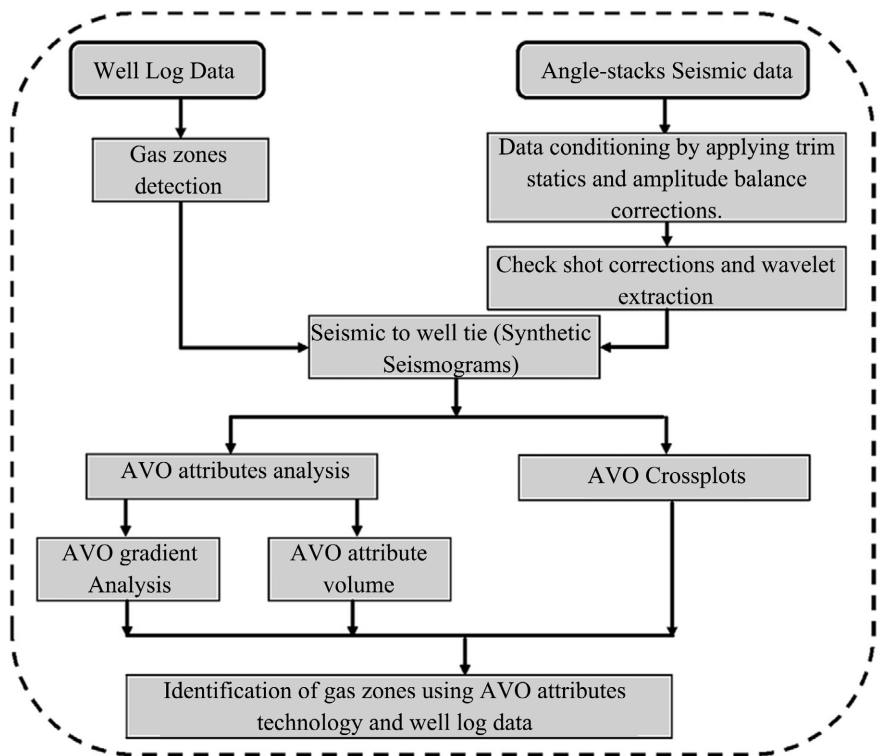 Well Log Data
Angle-stacks Seismic data
Gas zones
detection
Data conditioning by applying trim
statics and amplitude balance
corrections.
Check shot corrections and wavelet
extraction
Seismic to well tie (Synthetic
Seismograms)
AVO attributes analysis
AVO Crossplots
AVO gradient
Analysis
AVO attribute
volume
Identification of gas zones using AVO attributes
technology and well log data